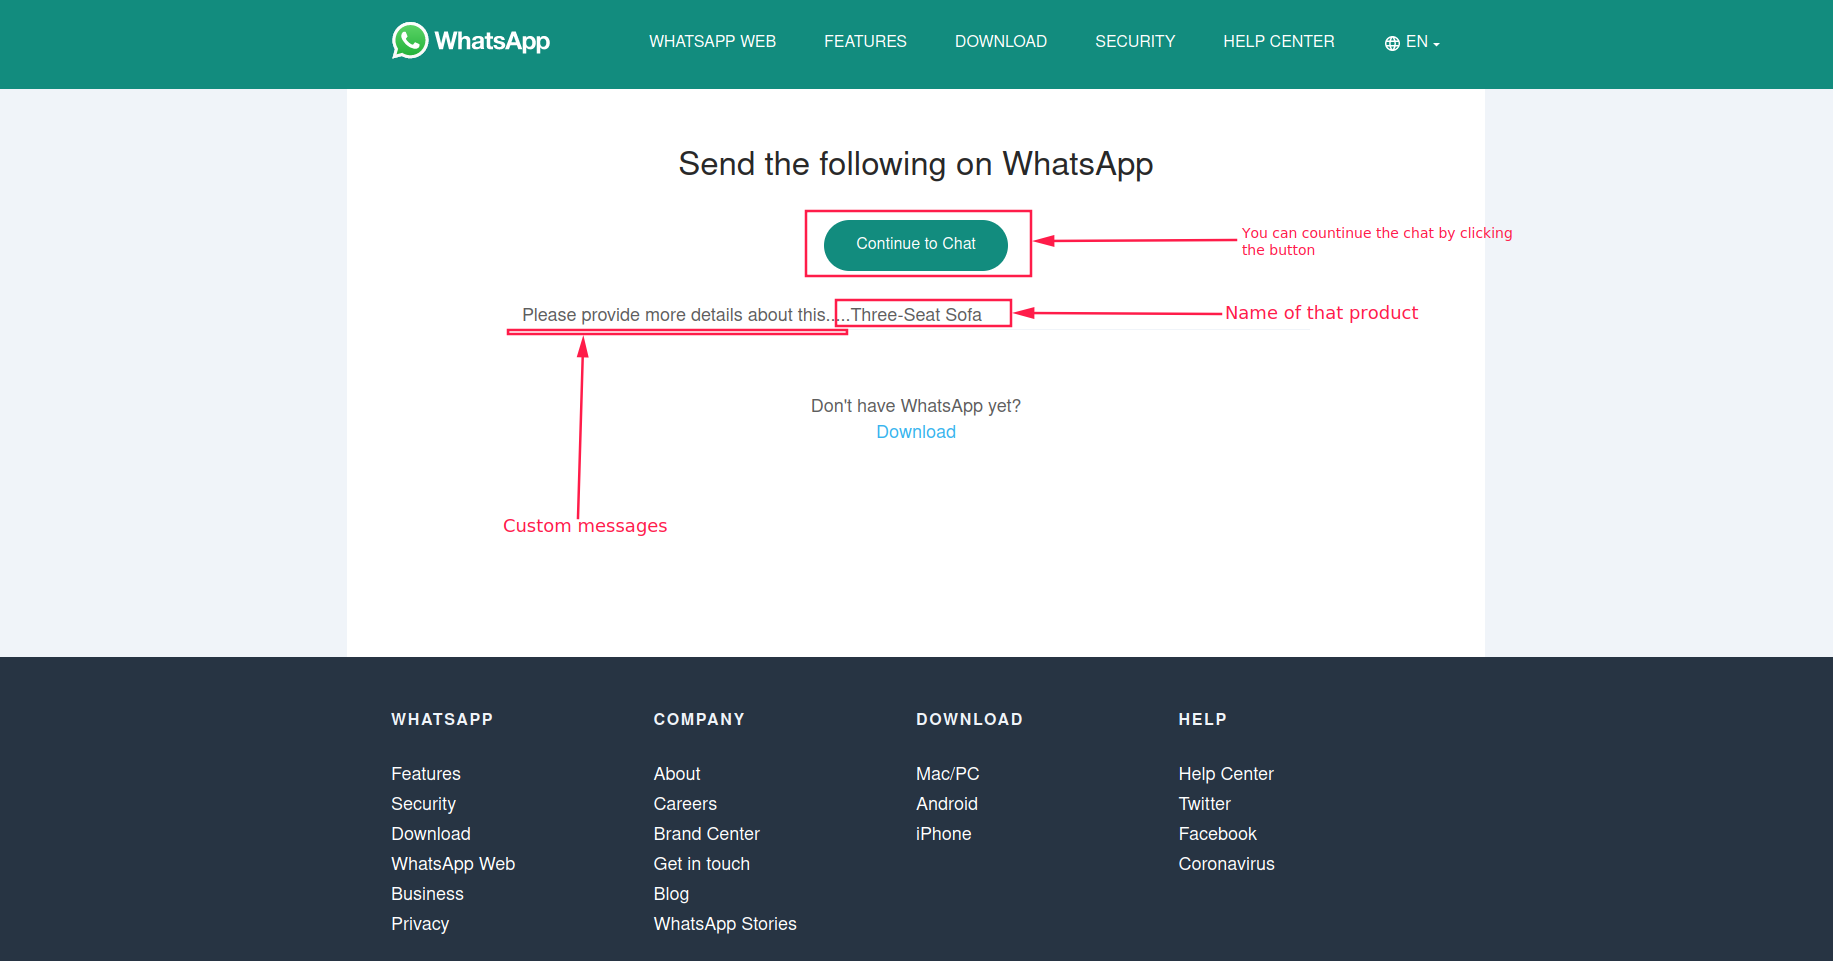 WhatsApp
WHATSAPP WEB
FEATURES
DOWNLOAD
SECURITY
HELP CENTER
EN
Send the following on WhatsApp
Continue to Chat
You can countinue the chat by clicking
the button
Please provide more details about this.....Three-Seat Sofa
Name of that product
Don't have WhatsApp yet?
Download
Custom messages
WHATSAPP
Features
Security
Download
WhatsApp Web
Business
Privacy
COMPANY
About
Careers
Brand Center
Get in touch
Blog
WhatsApp Stories
DOWNLOAD
Mac/PC
Android
iPhone
HELP
Help Center
Twitter
Facebook
Coronavirus